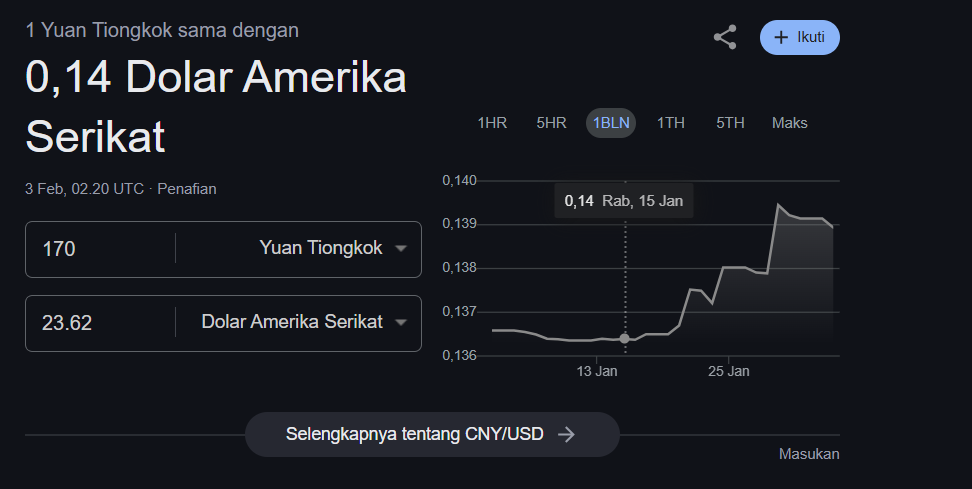 1 Yuan Tiongkok sama dengan
0,14 Dolar Amerika
Serikat
3 Feb, 02.20 UTC · Penafian
170 Yuan Tiongkok
23.62 Dolar Amerika Serikat
+ Ikuti
1HR 5HR 1BLN 1TH 5TH Maks
0,140
0,14 Rab, 15 Jan
0,139
0,138
0,137
0,136
13 Jan 25 Jan
Selengkapnya tentang CNY/USD →
Masukan